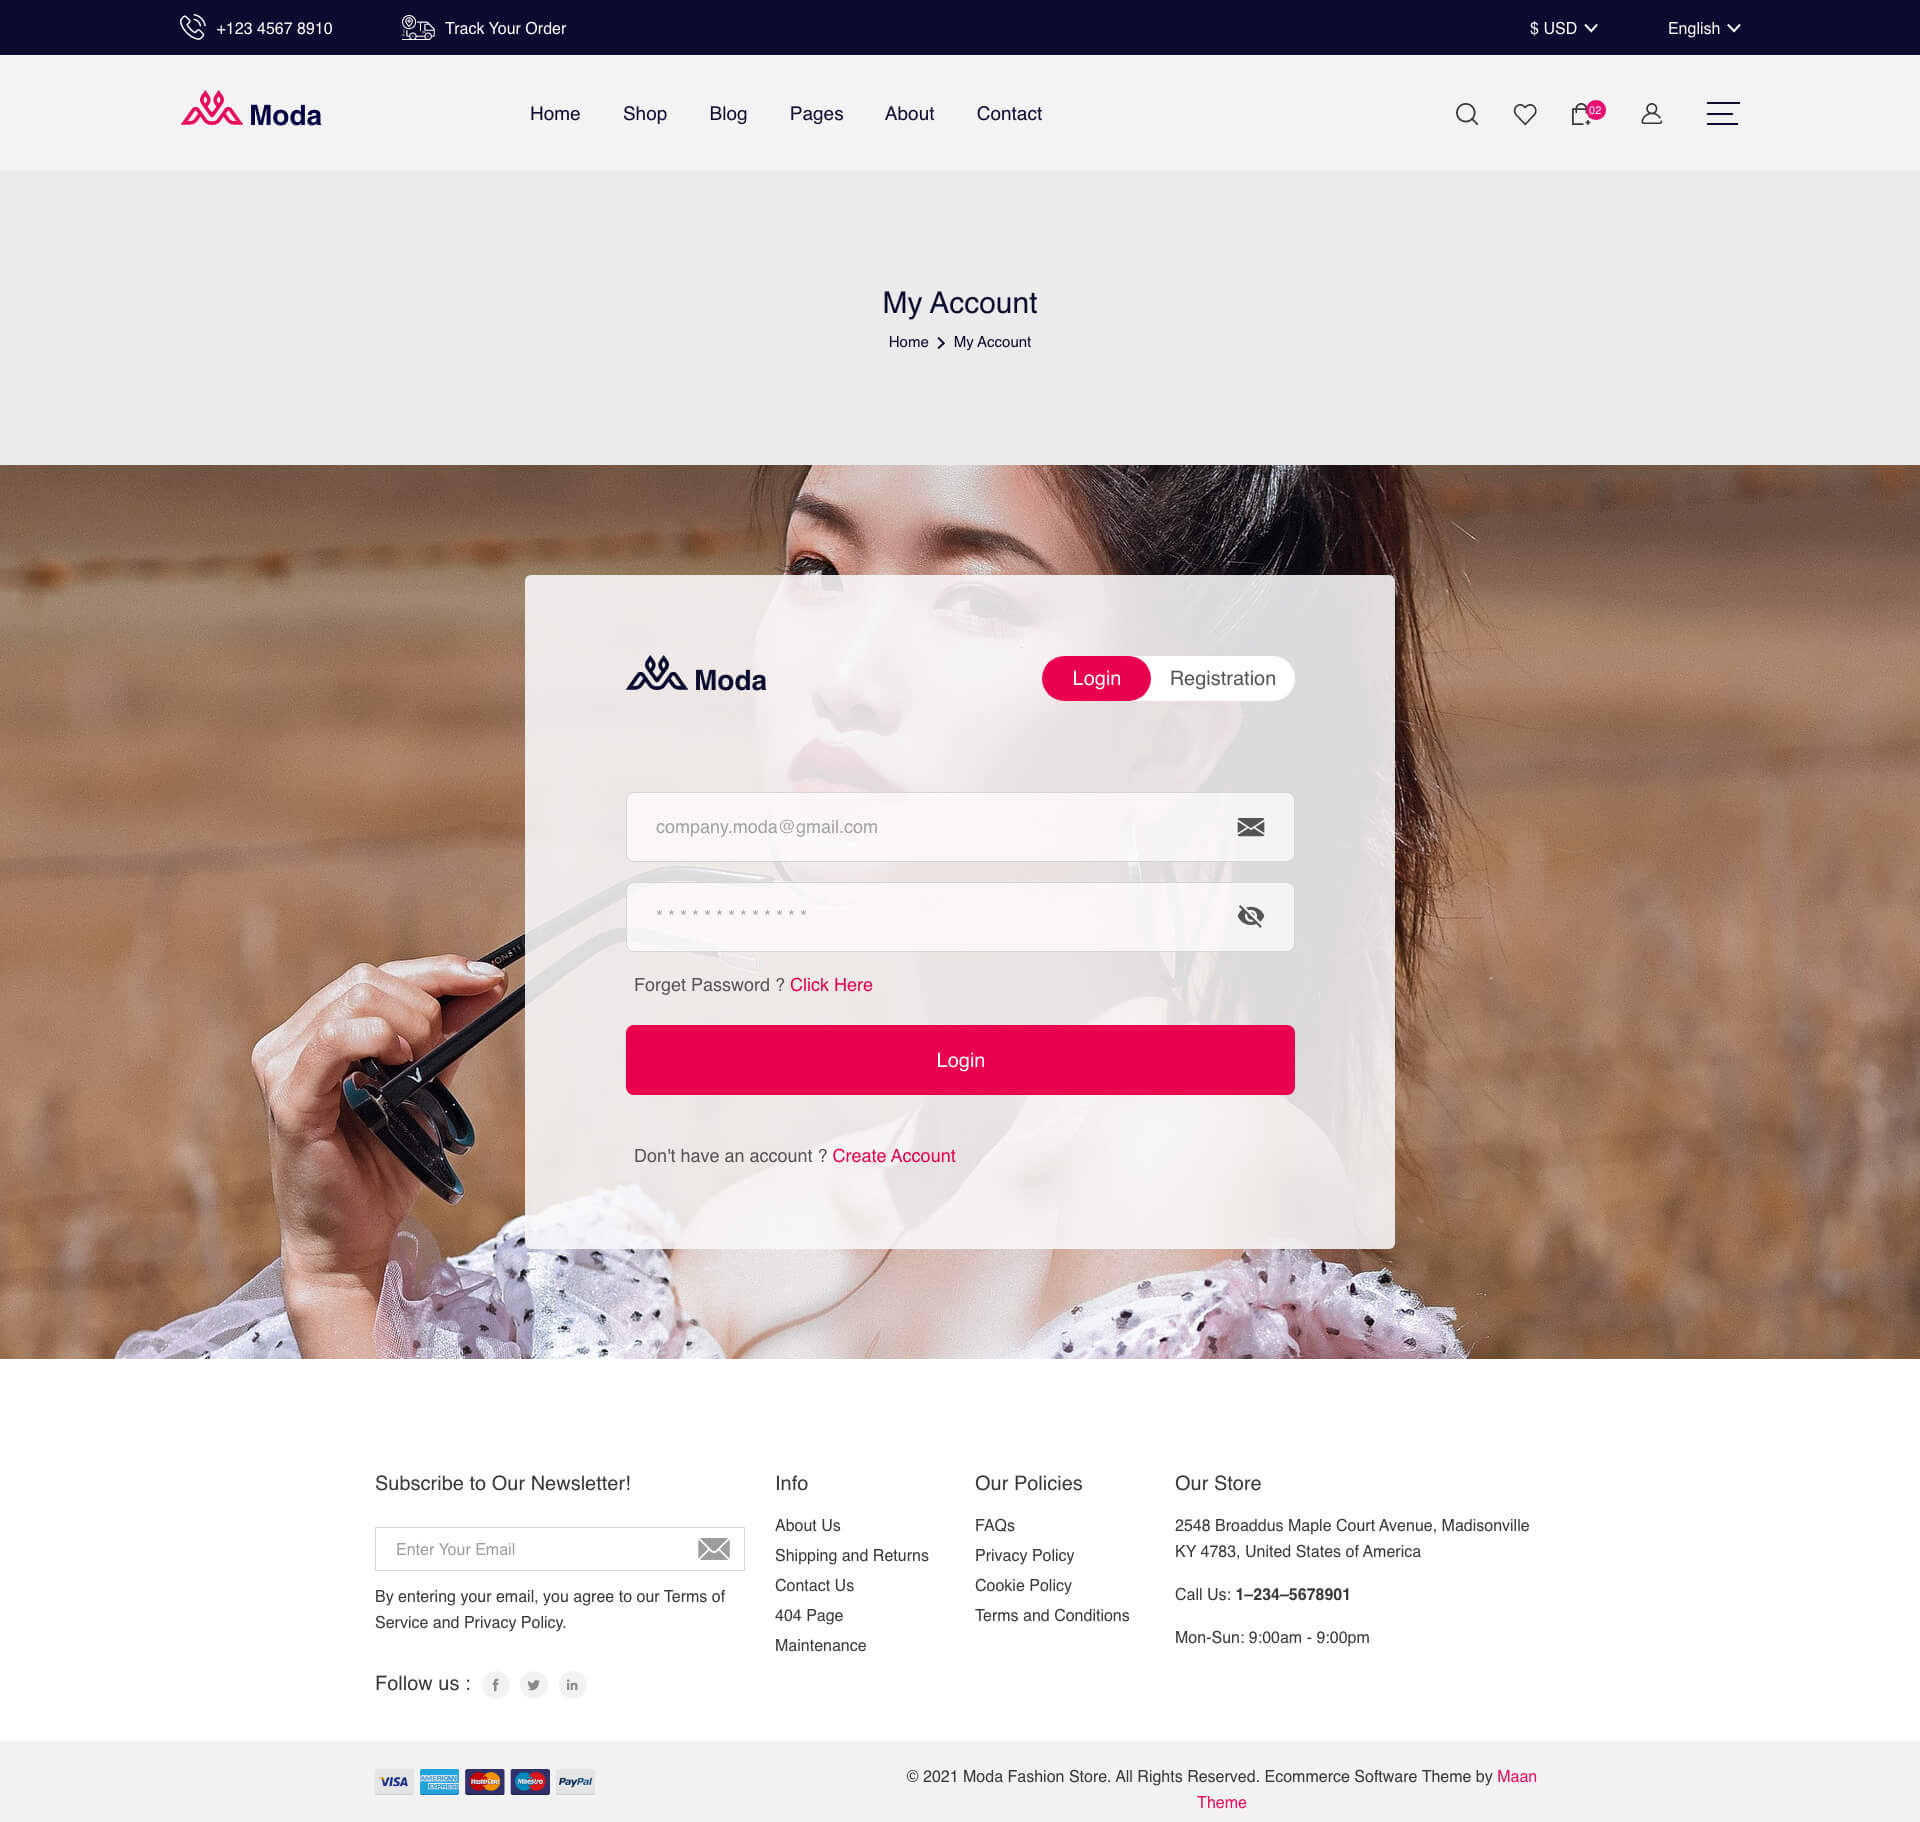 +123 4567 8910
Track Your Order
$ USD
English
Moda
Home
Shop
Blog
Pages
About
Contact
02
My Account
Home
My Account
Moda
Login
Registration
company.moda@gmail.com
* * * * * * * * * * * * *
Forget Password ? Click Here
Login
Don't have an account ? Create Account
Subscribe to Our Newsletter!
Enter Your Email
By entering your email, you agree to our Terms of
Service and Privacy Policy.
Follow us :
Info
About Us
Shipping and Returns
Contact Us
404 Page
Maintenance
Our Policies
FAQs
Privacy Policy
Cookie Policy
Terms and Conditions
Our Store
2548 Broaddus Maple Court Avenue, Madisonville
KY 4783, United States of America
Call Us: 1–234–5678901
Mon-Sun: 9:00am - 9:00pm
VISA
AMERICAN
EXPRESS
MasterCard
Maestro
PayPal
© 2021 Moda Fashion Store. All Rights Reserved. Ecommerce Software Theme by Maan
Theme